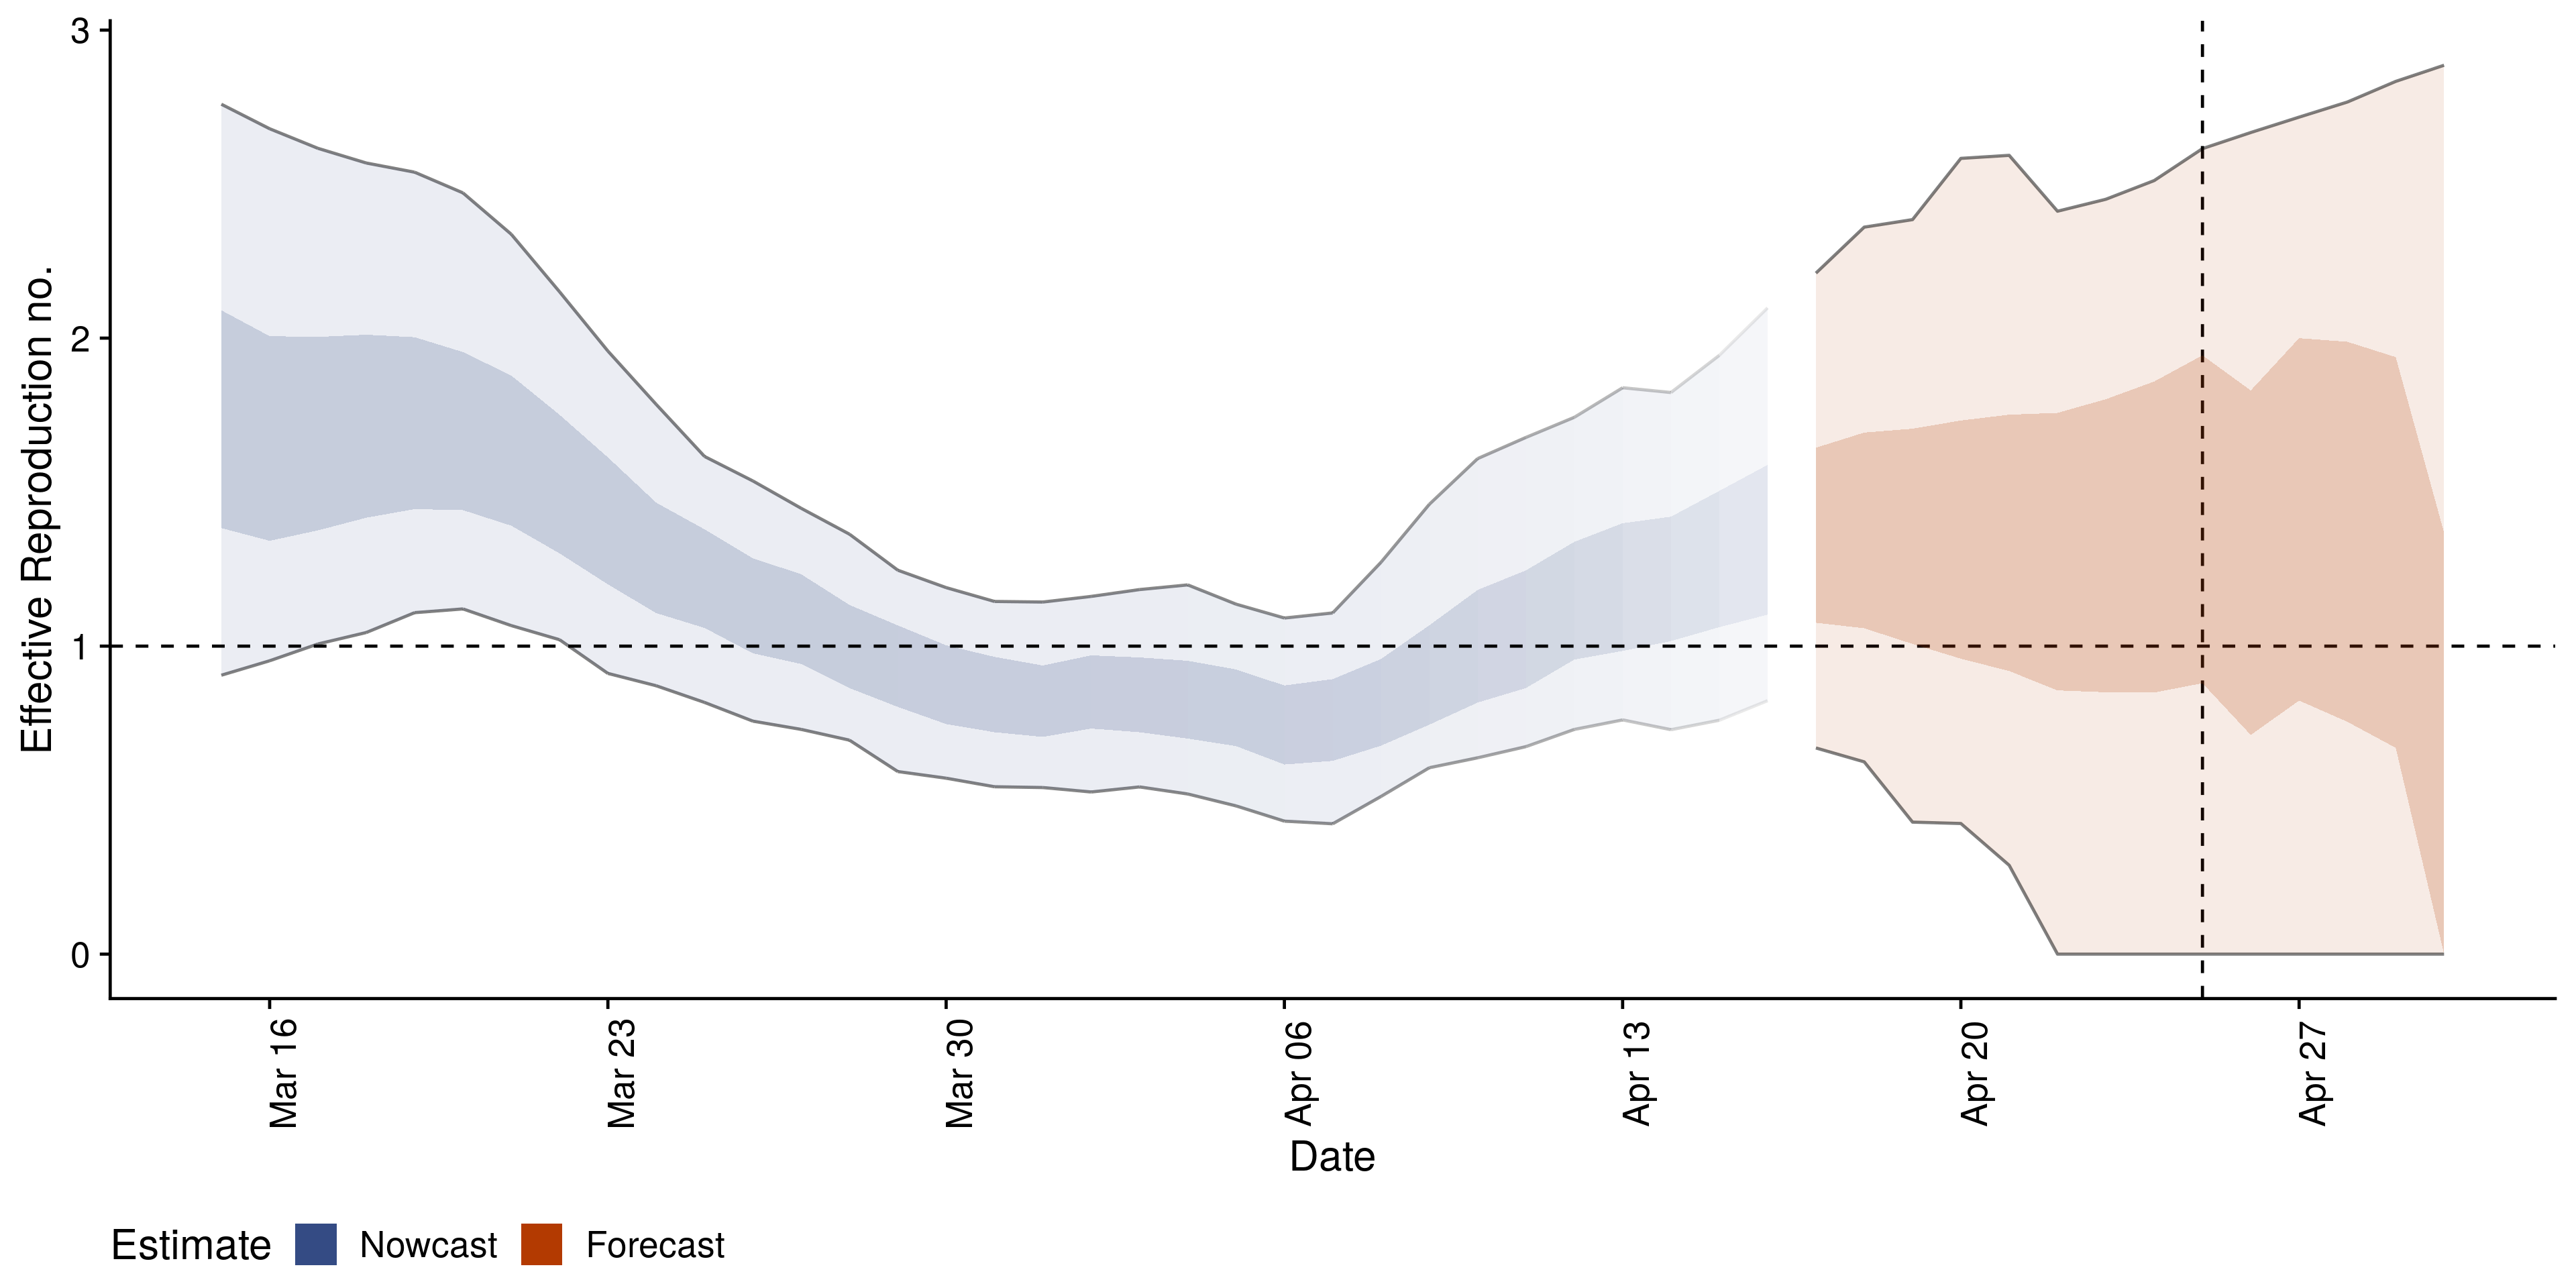 Effective Reproduction no.
3
2
1
0
Mar 16
Mar 23
Mar 30
Apr 06
Apr 13
Apr 20
Apr 27
Date
Estimate Nowcast Forecast